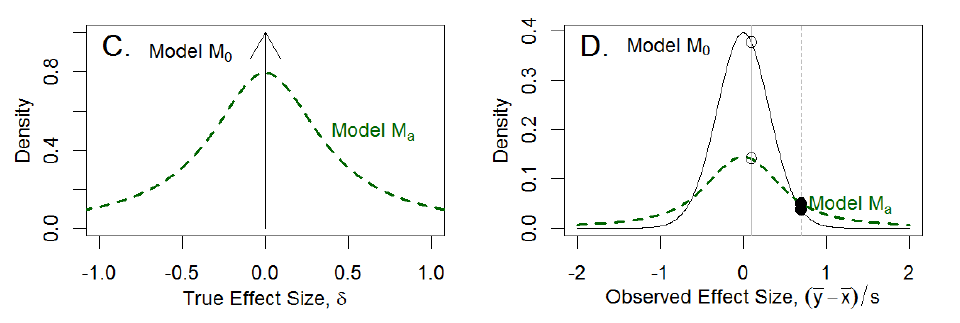 C.
Model M₀
Model Mₐ
Density
0.0
0.4
0.8
-1.0
-0.5
0.0
0.5
1.0
True Effect Size, δ
D.
Model M₀
Model Mₐ
Density
0.0
0.1
0.2
0.3
0.4
-2
-1
0
1
2
Observed Effect Size, (y̅ − x̅)/s